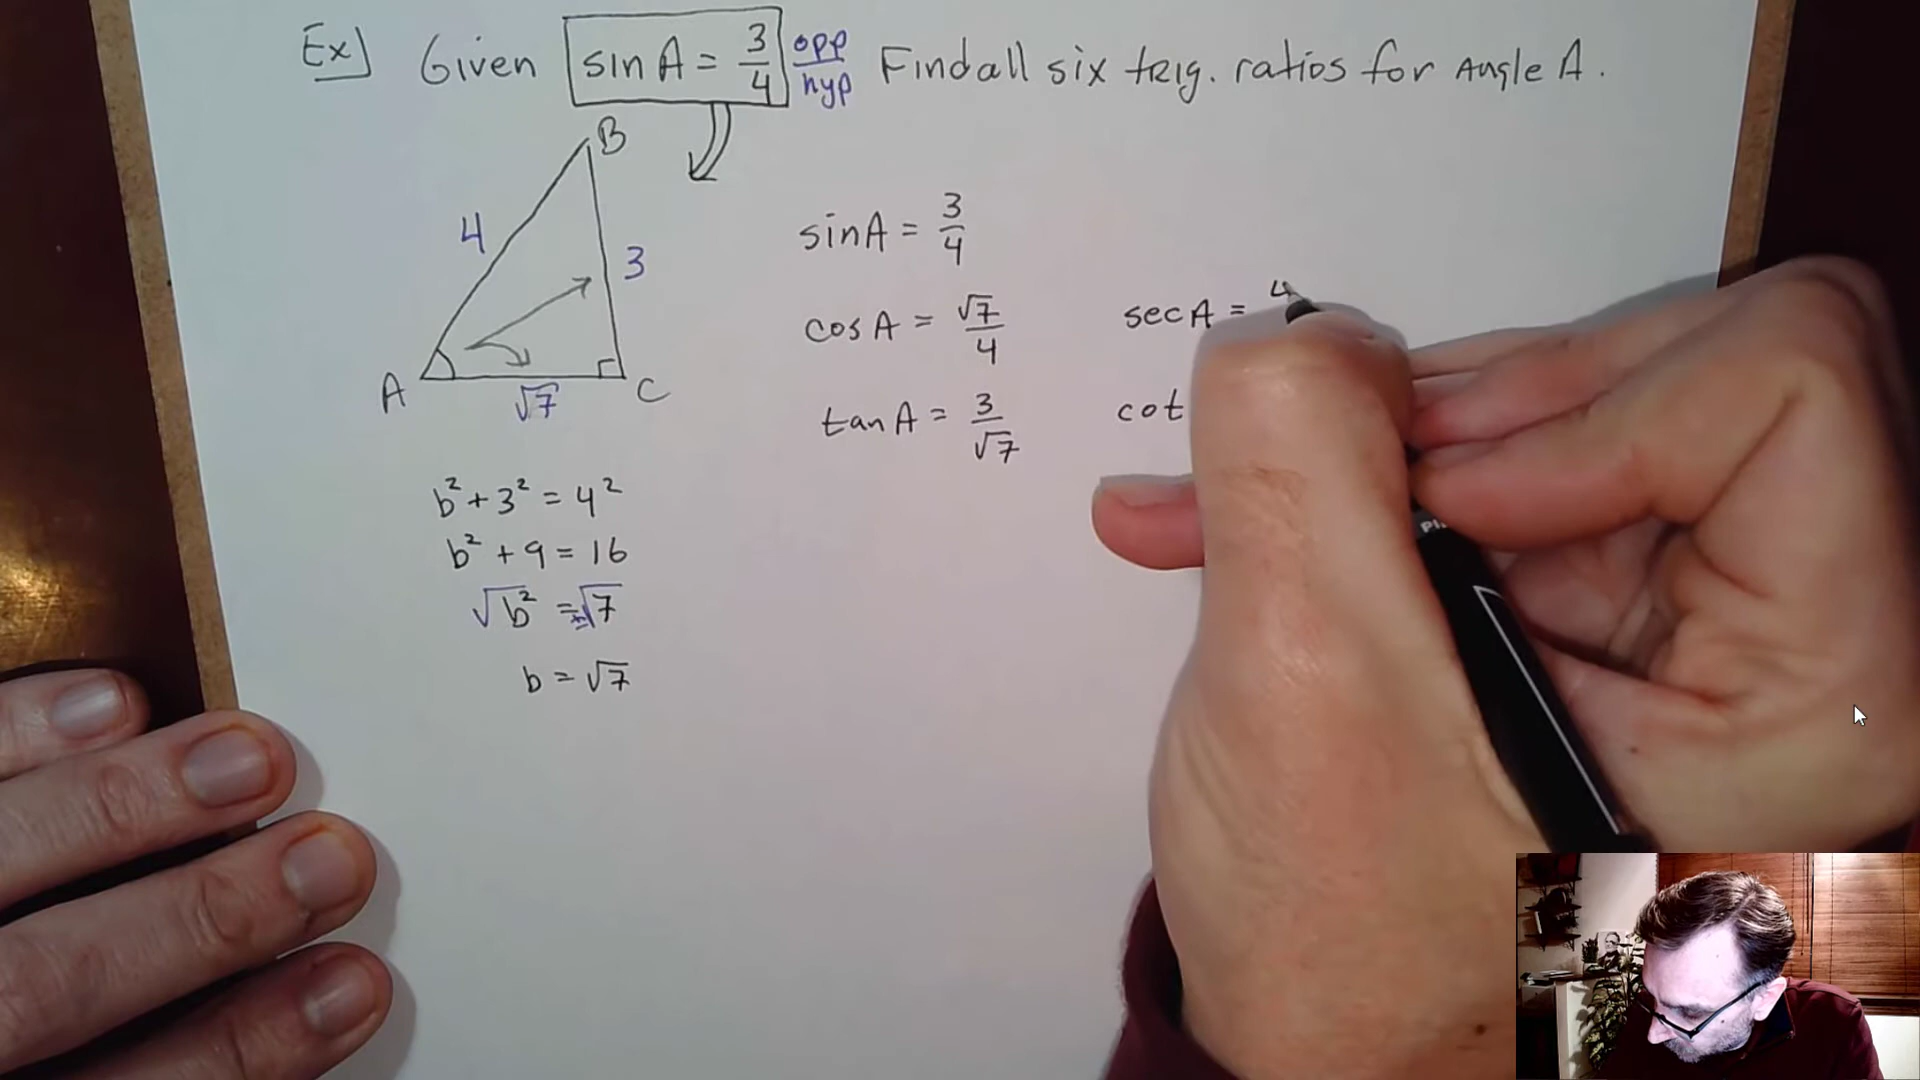 Ex] Given sin A = 3/4 opp/hyp Find all six trig. ratios for Angle A.
B
4
3
A
√7
C
sin A = 3/4
cos A = √7/4
sec A = 4
tan A = 3/√7
cot
b² + 3² = 4²
b² + 9 = 16
√b² = ±√7
b = √7